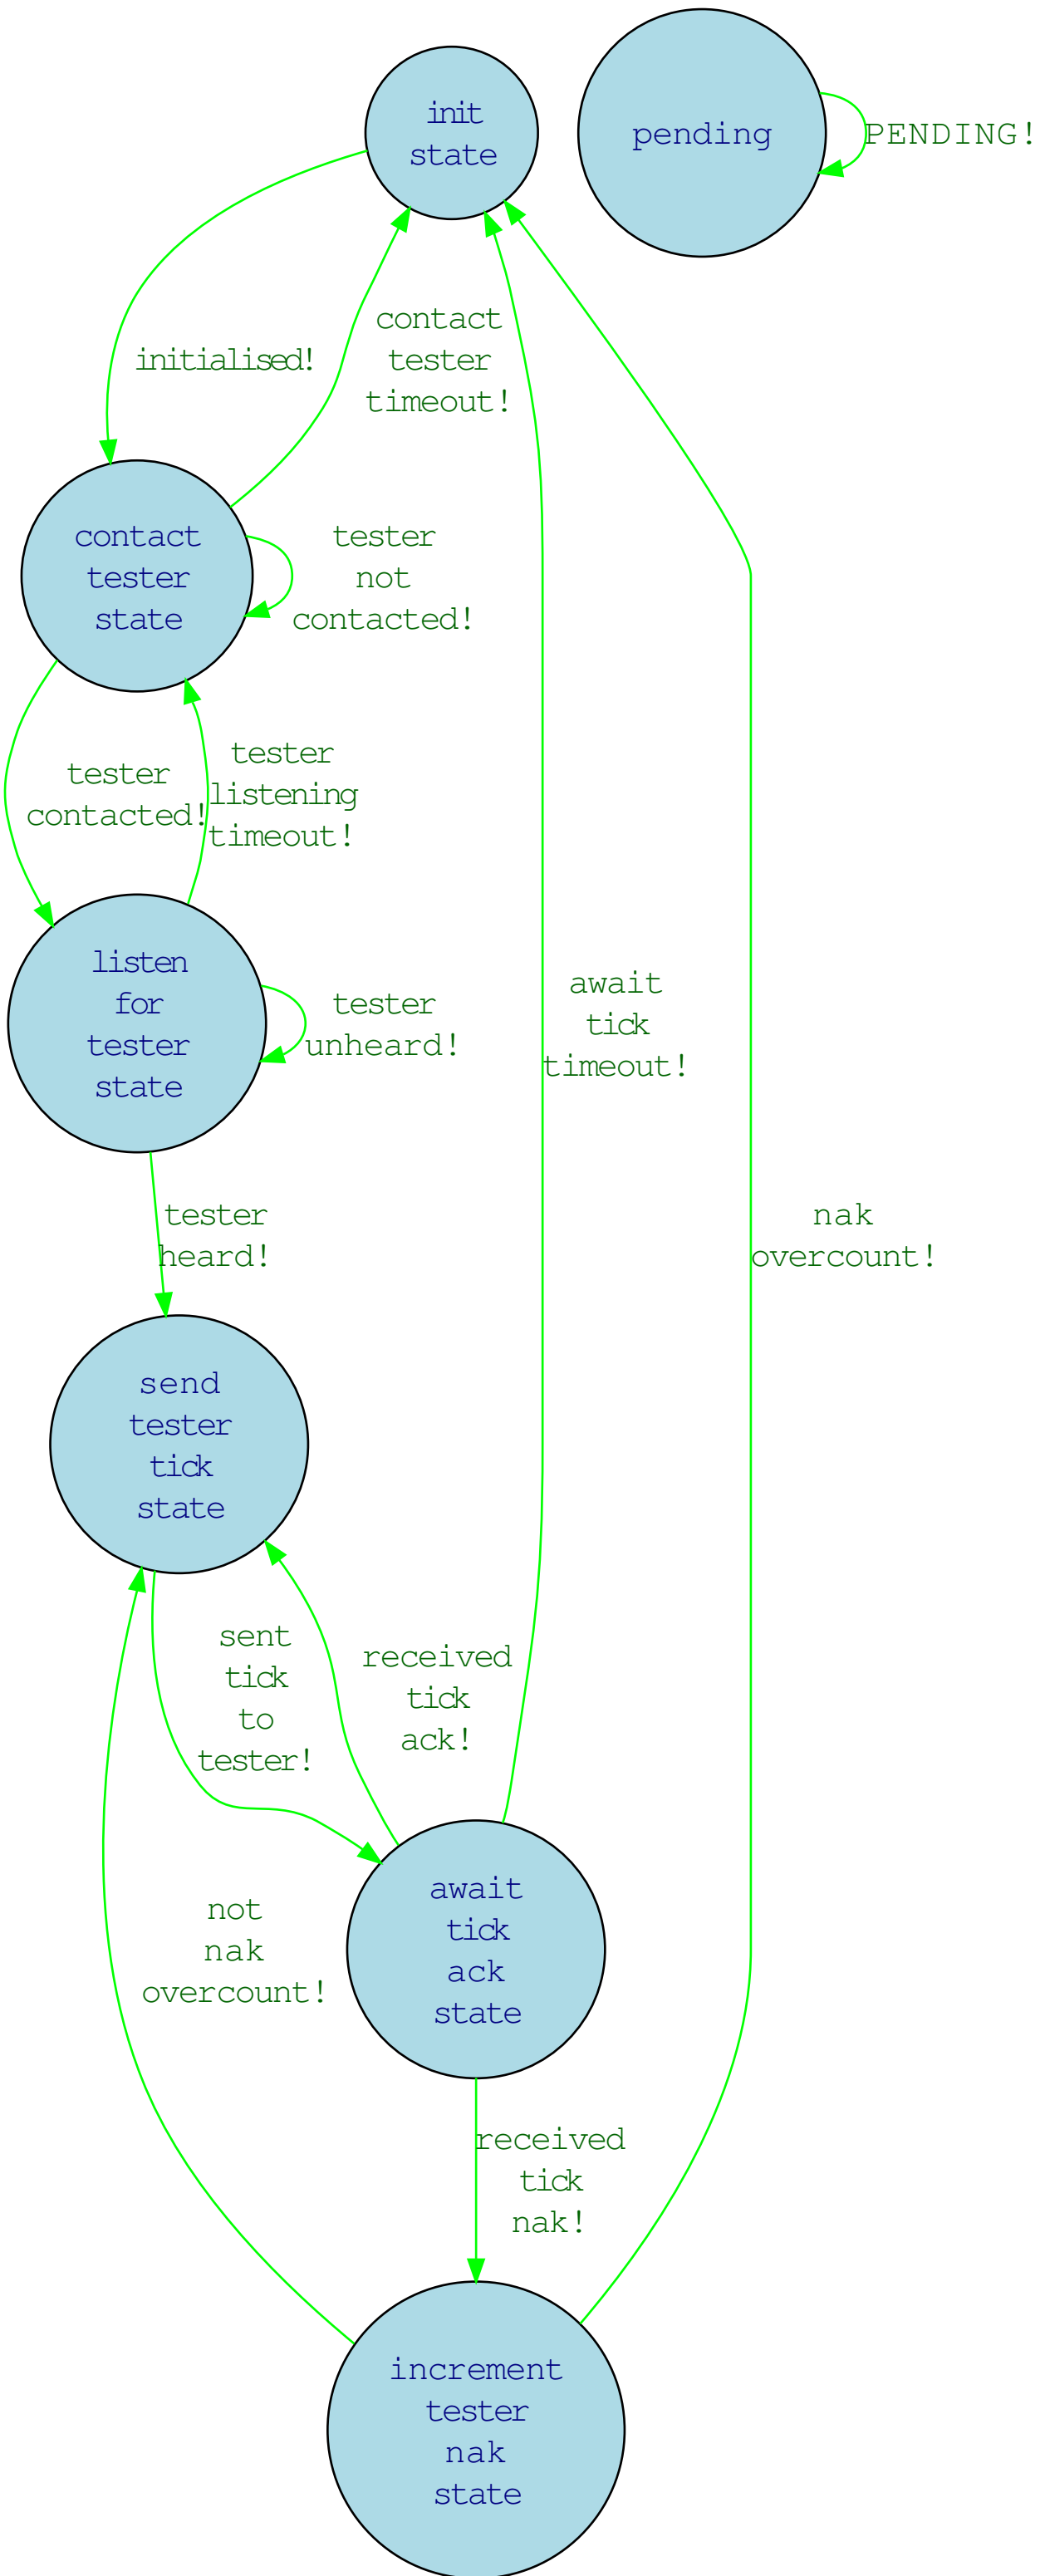 init
state
pending
PENDING!
initialised!
contact
tester
timeout!
contact
tester
state
tester
not
contacted!
tester
contacted!
tester
listening
timeout!
listen
for
tester
state
tester
unheard!
await
tick
timeout!
tester
heard!
nak
overcount!
send
tester
tick
state
sent
tick
to
tester!
received
tick
ack!
not
nak
overcount!
await
tick
ack
state
received
tick
nak!
increment
tester
nak
state